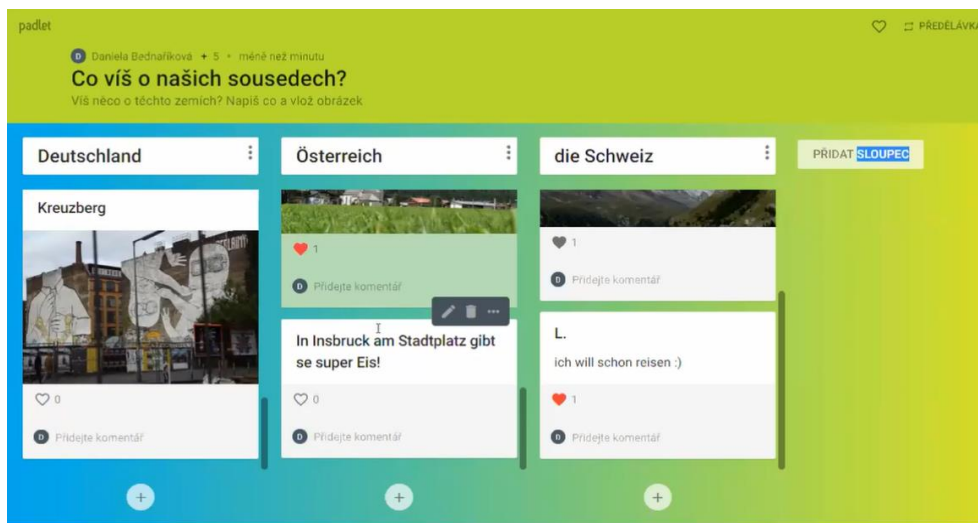 padlet
PŘEDĚLÁVKA
D Daniela Bednaříková + 5 • méně než minutu
Co víš o našich sousedech?
Víš něco o těchto zemích? Napiš co a vlož obrázek
Deutschland
Kreuzberg
0
D Přidejte komentář
Österreich
1
D Přidejte komentář
In Insbruck am Stadtplatz gibt
se super Eis!
0
D Přidejte komentář
die Schweiz
1
D Přidejte komentář
L.
ich will schon reisen :)
1
D Přidejte komentář
PŘIDAT SLOUPEC